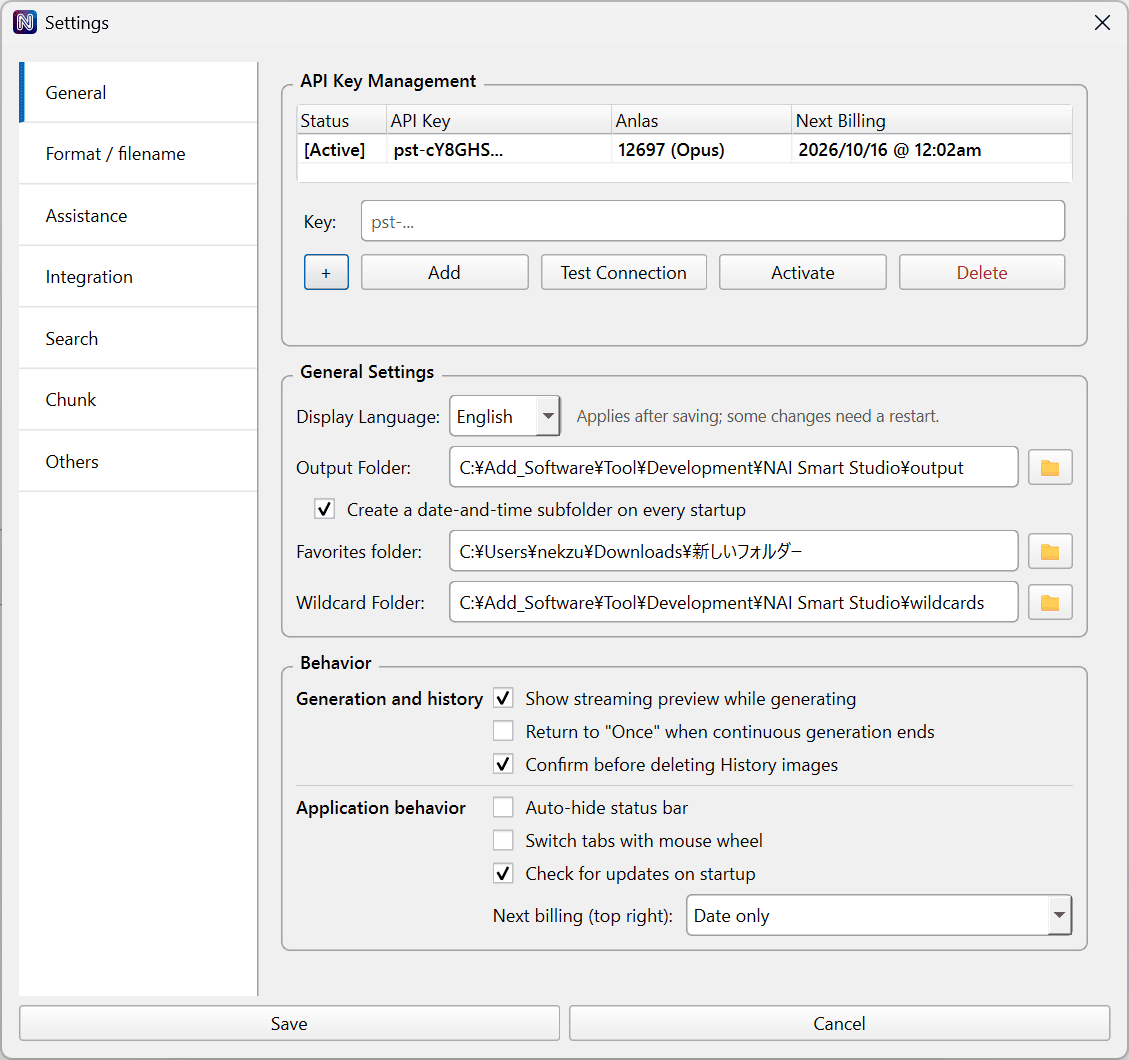 Settings
General
Format / filename
Assistance
Integration
Search
Chunk
Others
API Key Management
Status API Key Anlas Next Billing
[Active] pst-cY8GHS... 12697 (Opus) 2026/10/16 @ 12:02am
Key: pst-...
+ Add Test Connection Activate Delete
General Settings
Display Language: English Applies after saving; some changes need a restart.
Output Folder: C:¥Add_Software¥Tool¥Development¥NAI Smart Studio¥output
Create a date-and-time subfolder on every startup
Favorites folder: C:¥Users¥nekzu¥Downloads¥新しいフォルダー
Wildcard Folder: C:¥Add_Software¥Tool¥Development¥NAI Smart Studio¥wildcards
Behavior
Generation and history Show streaming preview while generating
Return to "Once" when continuous generation ends
Confirm before deleting History images
Application behavior Auto-hide status bar
Switch tabs with mouse wheel
Check for updates on startup
Next billing (top right): Date only
Save Cancel